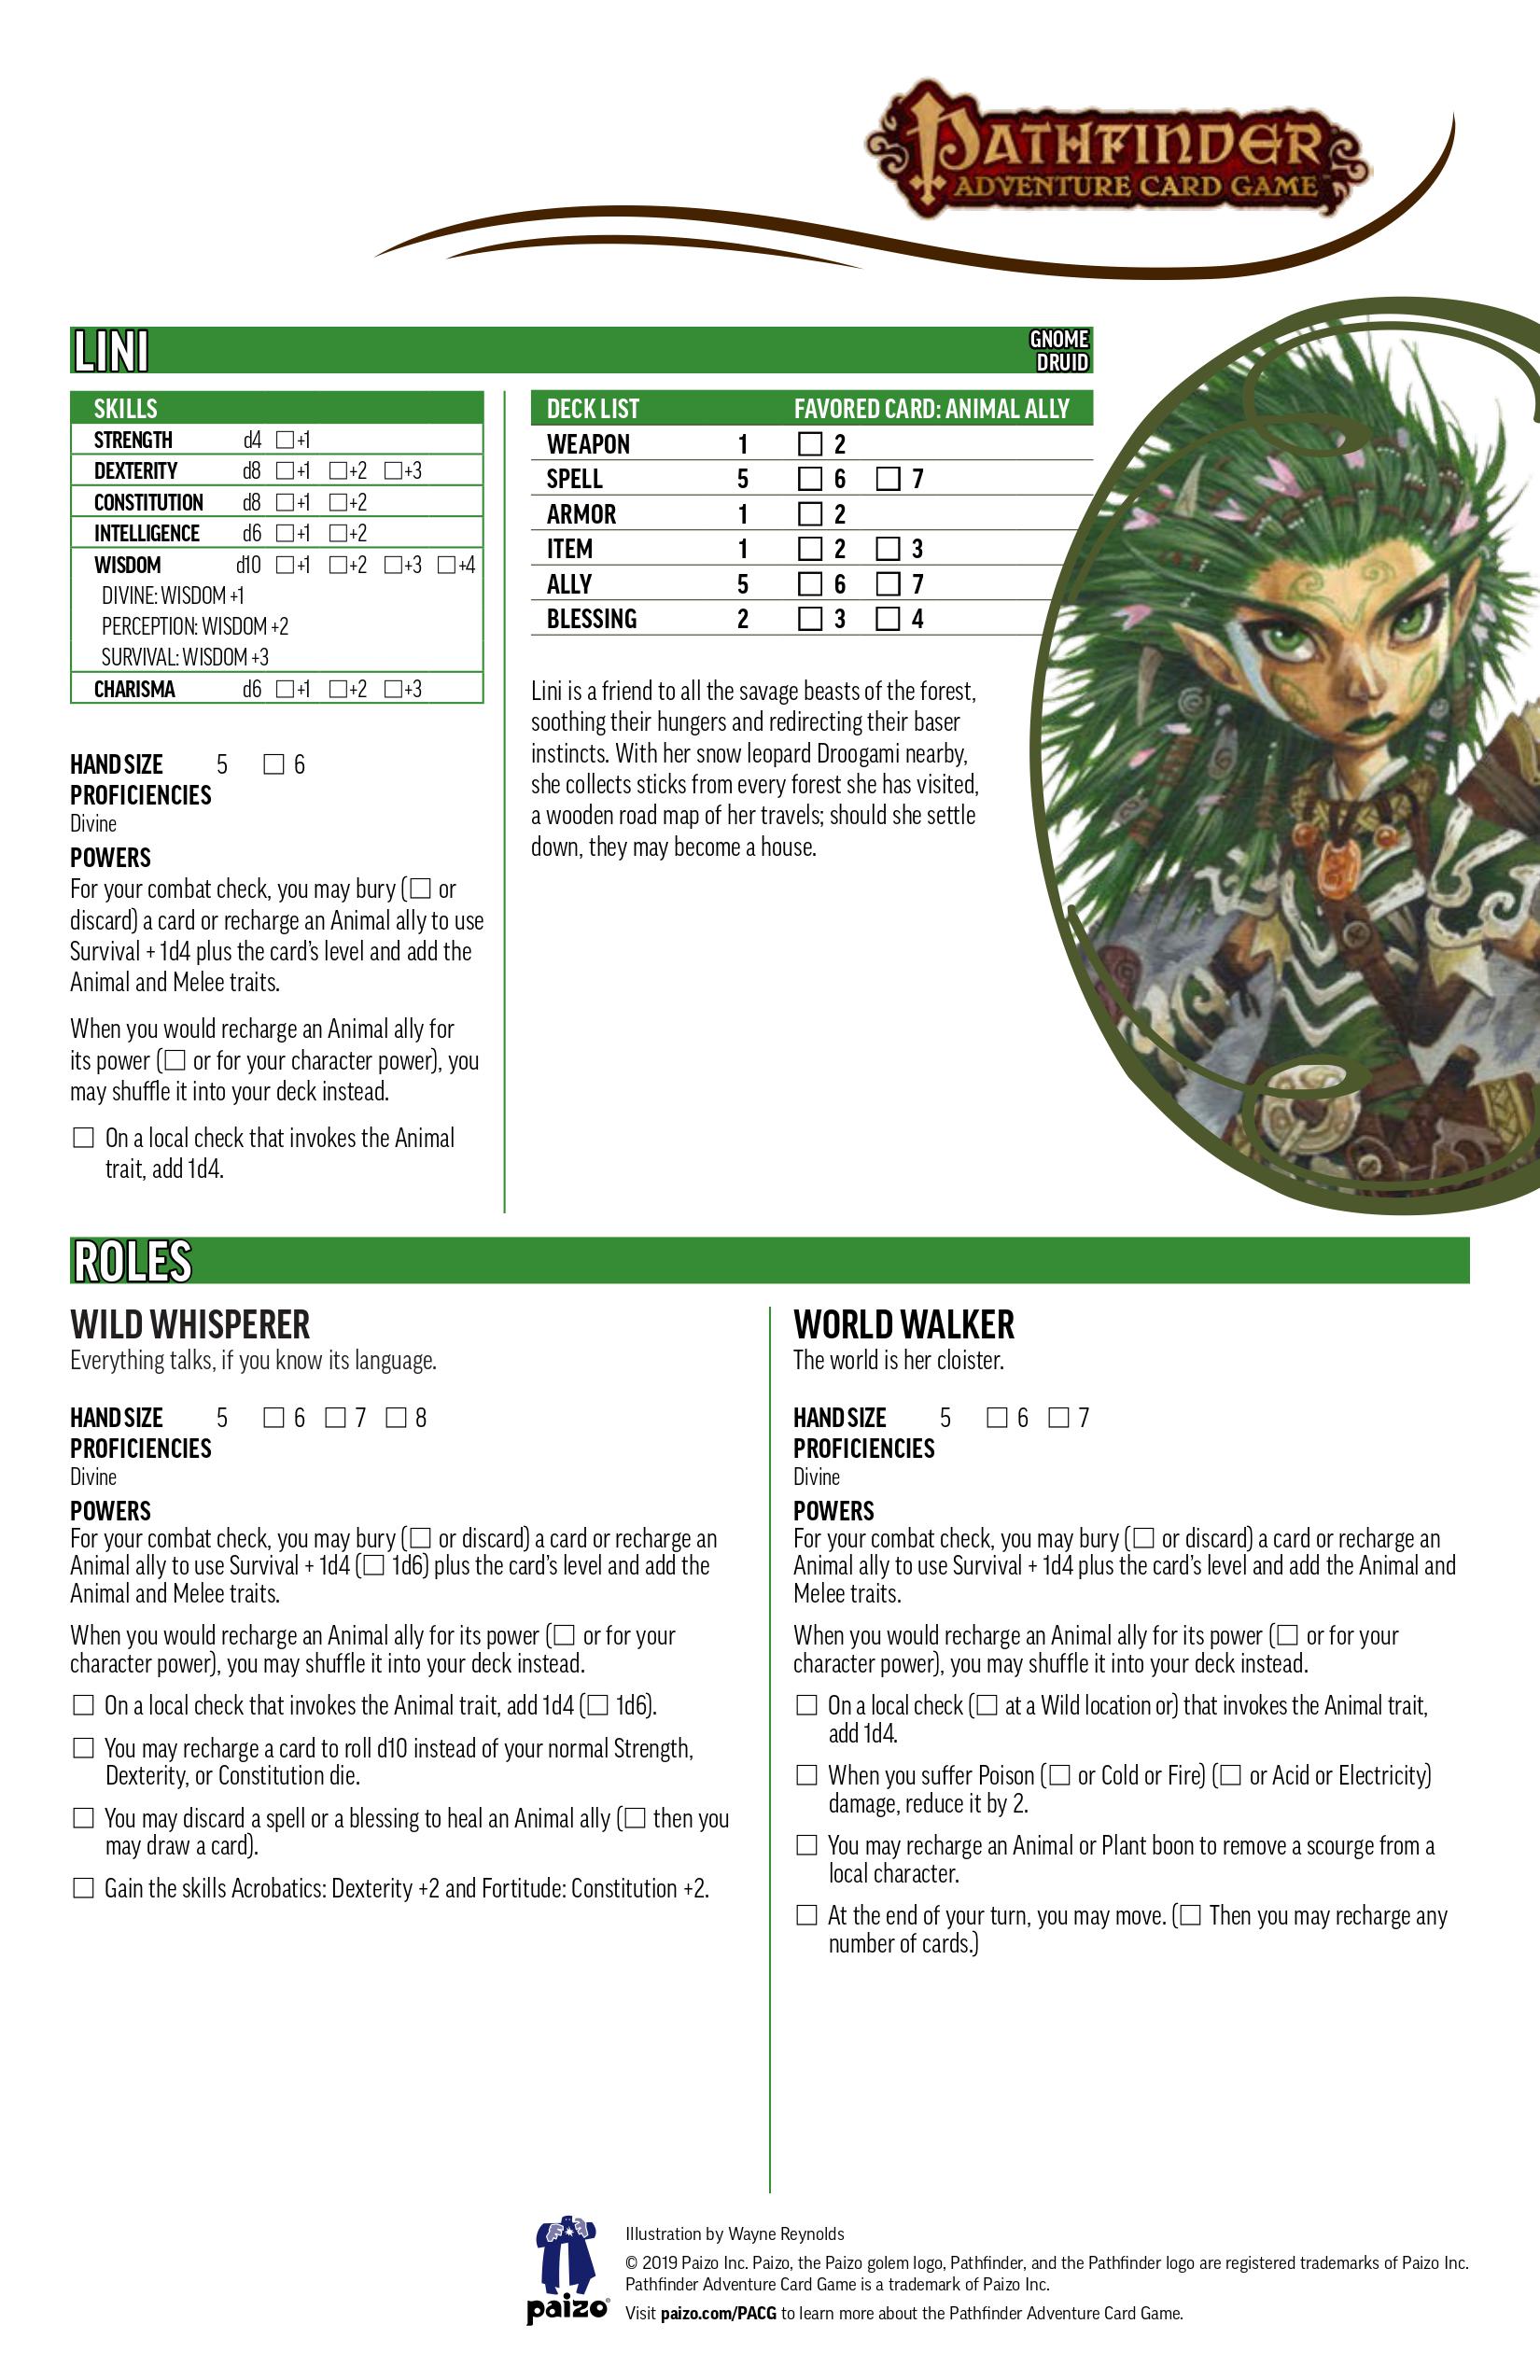 PATHFINDER
ADVENTURE CARD GAME
LINI
GNOME
DRUID
SKILLS
STRENGTH d4 ☐+1
DEXTERITY d8 ☐+1 ☐+2 ☐+3
CONSTITUTION d8 ☐+1 ☐+2
INTELLIGENCE d6 ☐+1 ☐+2
WISDOM d10 ☐+1 ☐+2 ☐+3 ☐+4
DIVINE: WISDOM +1
PERCEPTION: WISDOM +2
SURVIVAL: WISDOM +3
CHARISMA d6 ☐+1 ☐+2 ☐+3
HAND SIZE 5 ☐ 6
PROFICIENCIES
Divine
POWERS
For your combat check, you may bury (☐ or
discard) a card or recharge an Animal ally to use
Survival + 1d4 plus the card's level and add the
Animal and Melee traits.
When you would recharge an Animal ally for
its power (☐ or for your character power), you
may shuffle it into your deck instead.
☐ On a local check that invokes the Animal
trait, add 1d4.
DECK LIST FAVORED CARD: ANIMAL ALLY
WEAPON 1 ☐ 2
SPELL 5 ☐ 6 ☐ 7
ARMOR 1 ☐ 2
ITEM 1 ☐ 2 ☐ 3
ALLY 5 ☐ 6 ☐ 7
BLESSING 2 ☐ 3 ☐ 4
Lini is a friend to all the savage beasts of the forest,
soothing their hungers and redirecting their baser
instincts. With her snow leopard Droogami nearby,
she collects sticks from every forest she has visited,
a wooden road map of her travels; should she settle
down, they may become a house.
ROLES
WILD WHISPERER
Everything talks, if you know its language.
HAND SIZE 5 ☐ 6 ☐ 7 ☐ 8
PROFICIENCIES
Divine
POWERS
For your combat check, you may bury (☐ or discard) a card or recharge an
Animal ally to use Survival + 1d4 (☐ 1d6) plus the card's level and add the
Animal and Melee traits.
When you would recharge an Animal ally for its power (☐ or for your
character power), you may shuffle it into your deck instead.
☐ On a local check that invokes the Animal trait, add 1d4 (☐ 1d6).
☐ You may recharge a card to roll d10 instead of your normal Strength,
Dexterity, or Constitution die.
☐ You may discard a spell or a blessing to heal an Animal ally (☐ then you
may draw a card).
☐ Gain the skills Acrobatics: Dexterity +2 and Fortitude: Constitution +2.
WORLD WALKER
The world is her cloister.
HAND SIZE 5 ☐ 6 ☐ 7
PROFICIENCIES
Divine
POWERS
For your combat check, you may bury (☐ or discard) a card or recharge an
Animal ally to use Survival + 1d4 plus the card's level and add the Animal and
Melee traits.
When you would recharge an Animal ally for its power (☐ or for your
character power), you may shuffle it into your deck instead.
☐ On a local check (☐ at a Wild location or) that invokes the Animal trait,
add 1d4.
☐ When you suffer Poison (☐ or Cold or Fire) (☐ or Acid or Electricity)
damage, reduce it by 2.
☐ You may recharge an Animal or Plant boon to remove a scourge from a
local character.
☐ At the end of your turn, you may move. (☐ Then you may recharge any
number of cards.)
paizo®
Illustration by Wayne Reynolds
© 2019 Paizo Inc. Paizo, the Paizo golem logo, Pathfinder, and the Pathfinder logo are registered trademarks of Paizo Inc.
Pathfinder Adventure Card Game is a trademark of Paizo Inc.
Visit paizo.com/PACG to learn more about the Pathfinder Adventure Card Game.